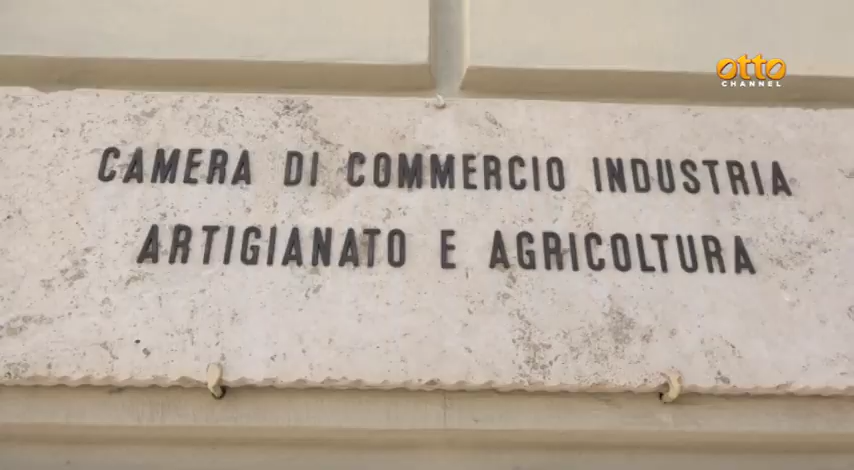 otto
CHANNEL
CAMERA DI COMMERCIO INDUSTRIA
ARTIGIANATO E AGRICOLTURA